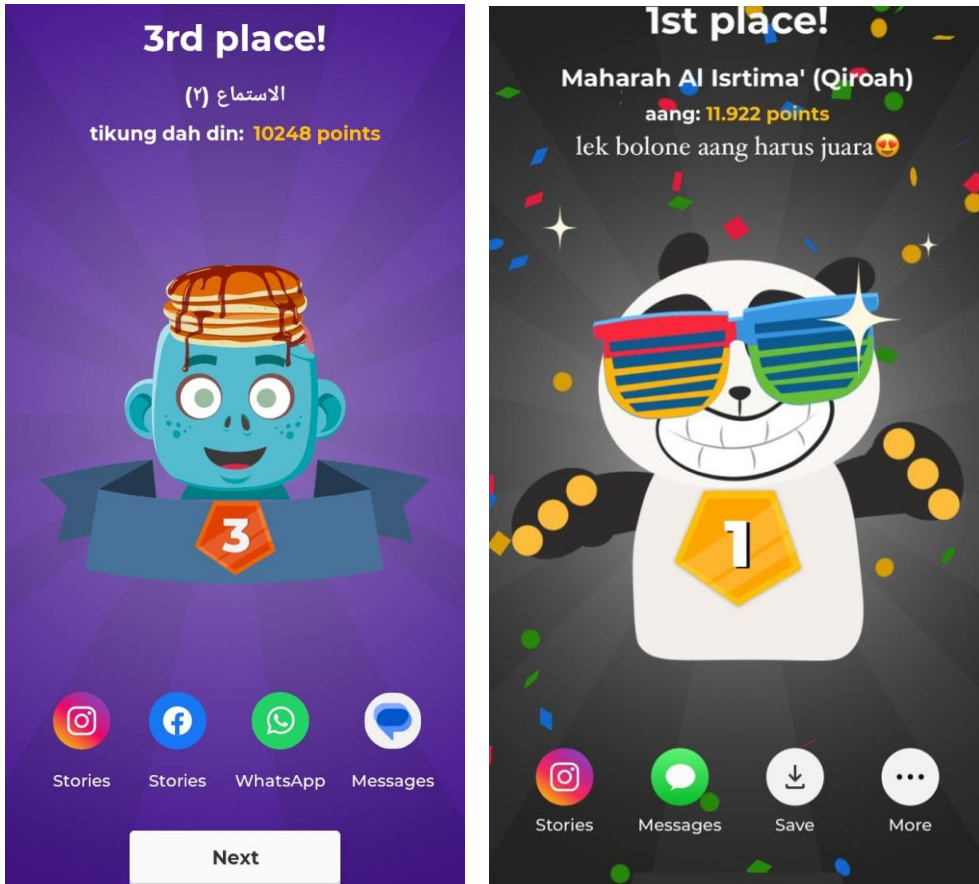 3rd place!
الاستماع (٢)
tikung dah din: 10248 points
3
Stories
Stories
WhatsApp
Messages
Next
1st place!
Maharah Al Isrtima' (Qiroah)
aang: 11.922 points
lek bolone aang harus juara😍
1
Stories
Messages
Save
More